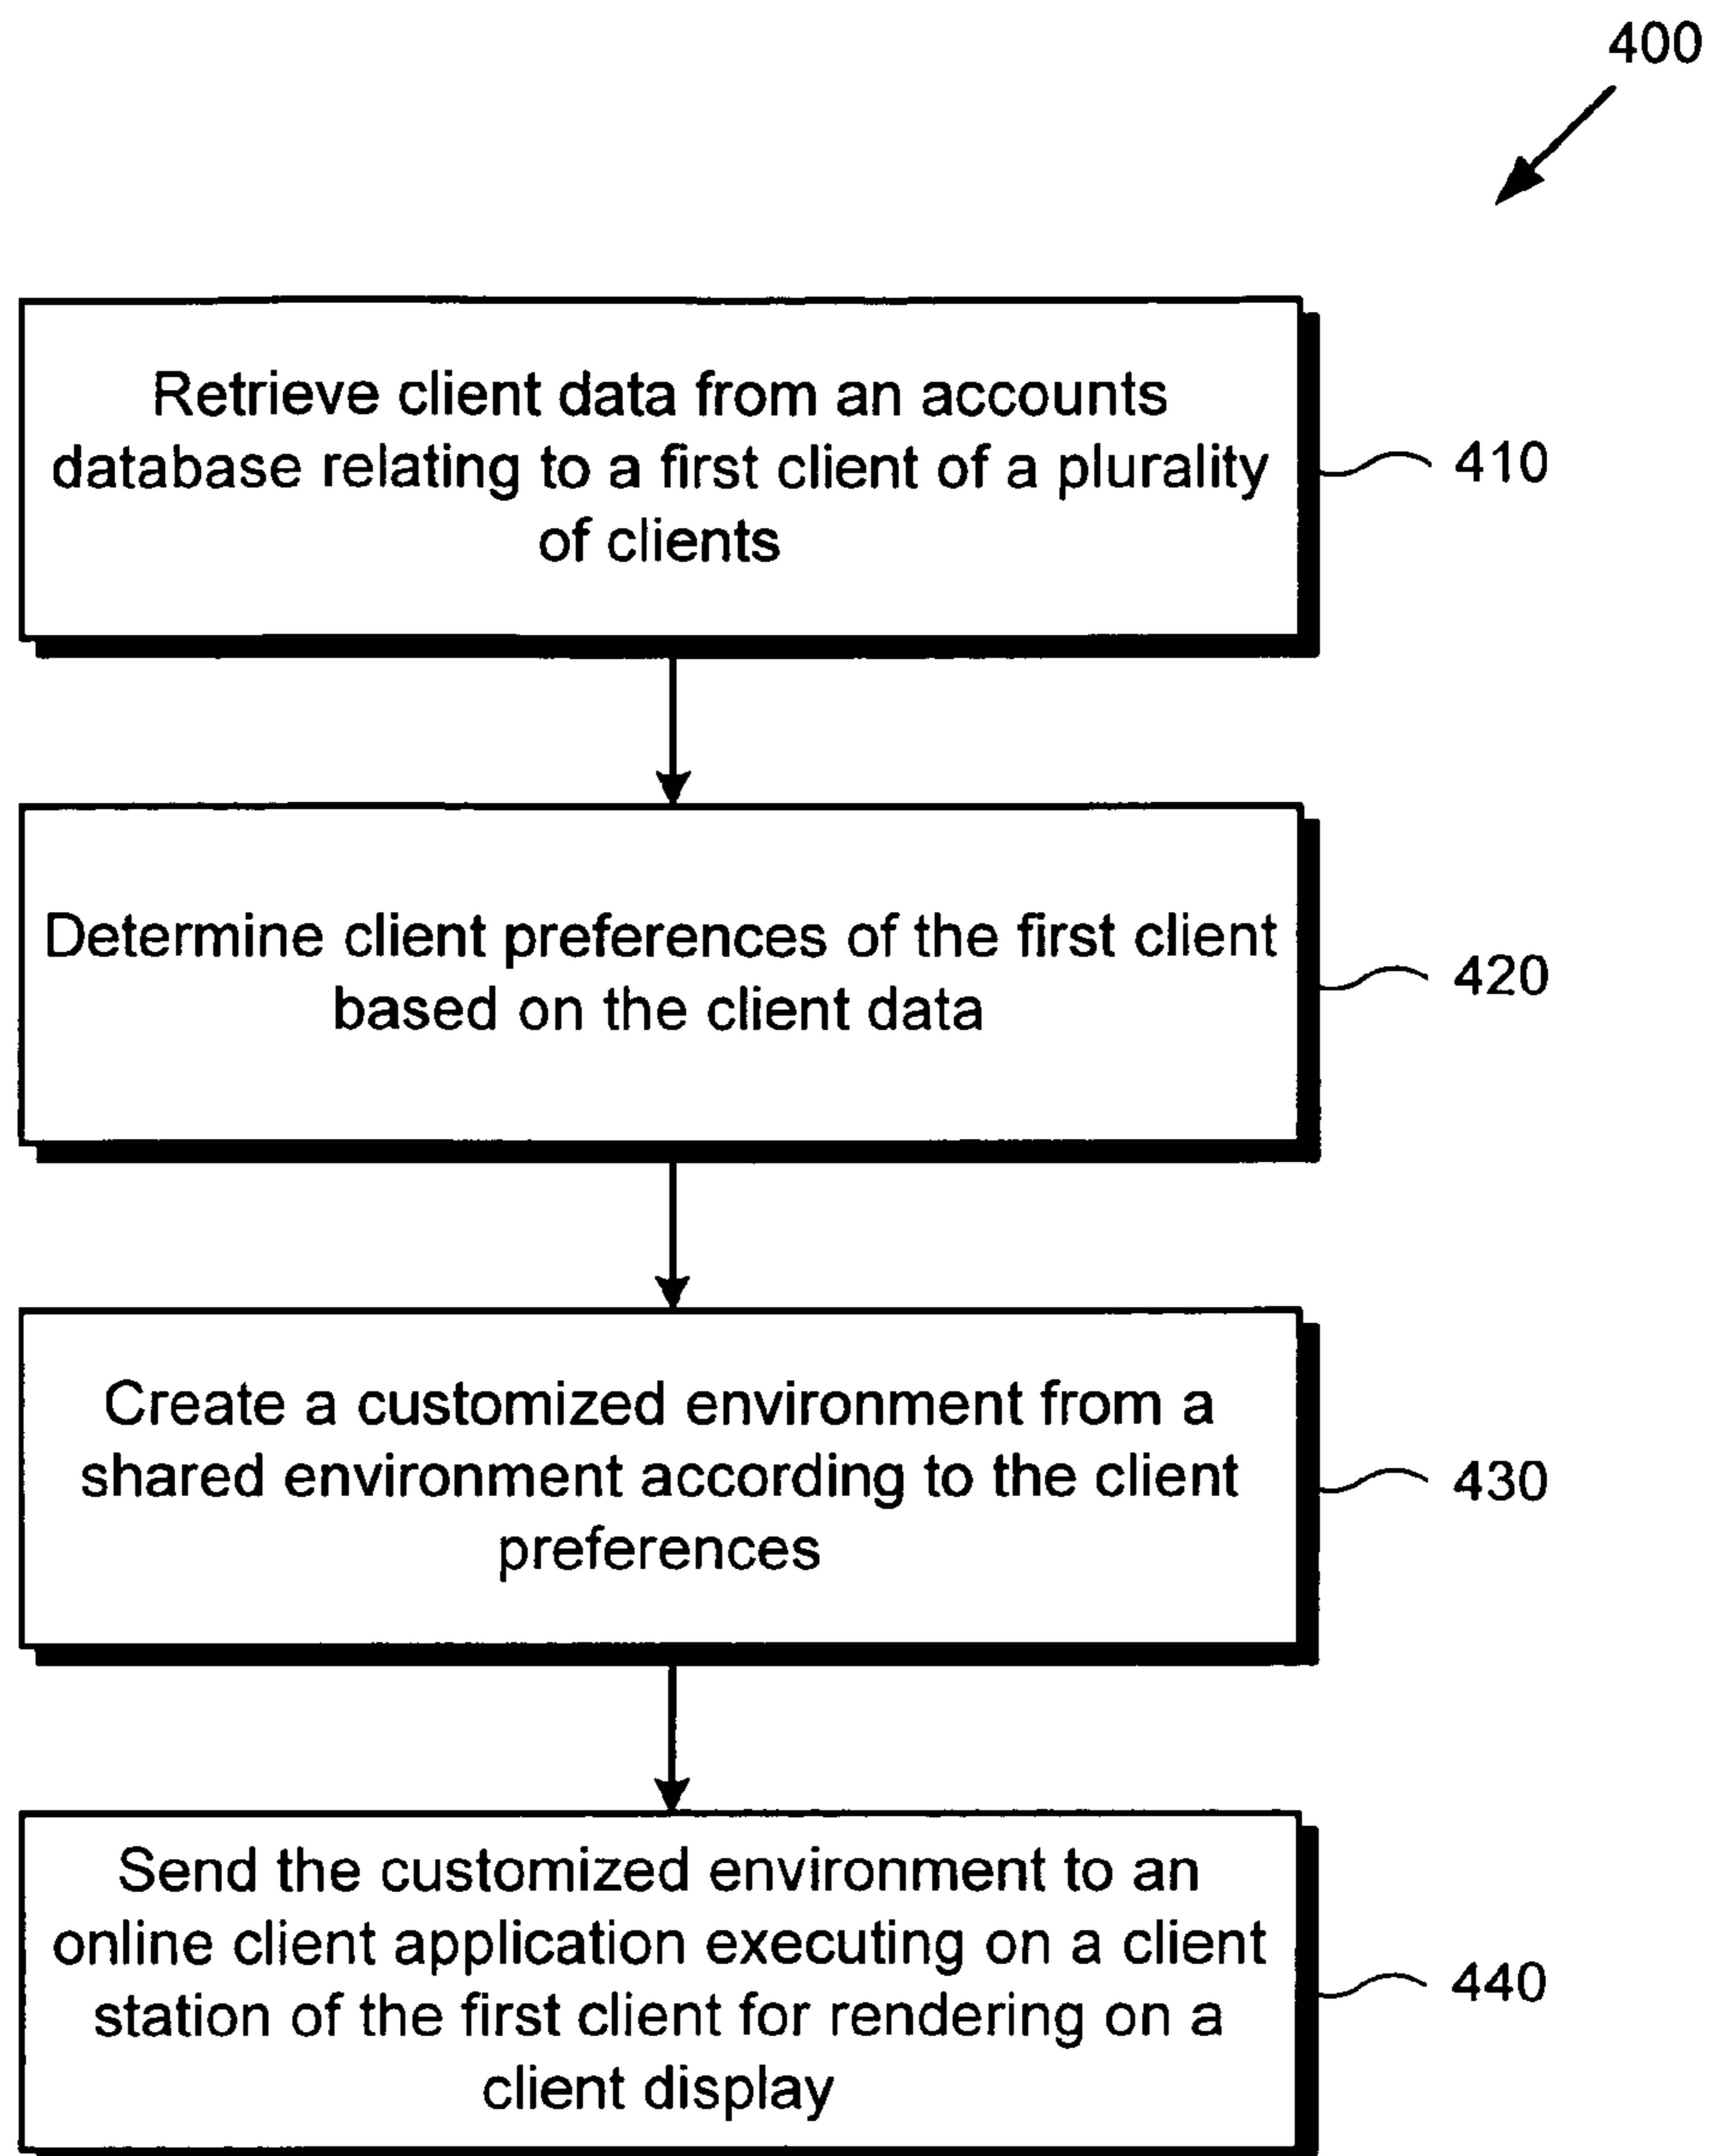 400
Retrieve client data from an accounts
database relating to a first client of a plurality
of clients
410
Determine client preferences of the first client
based on the client data
420
Create a customized environment from a
shared environment according to the client
preferences
430
Send the customized environment to an
online client application executing on a client
station of the first client for rendering on a
client display
440